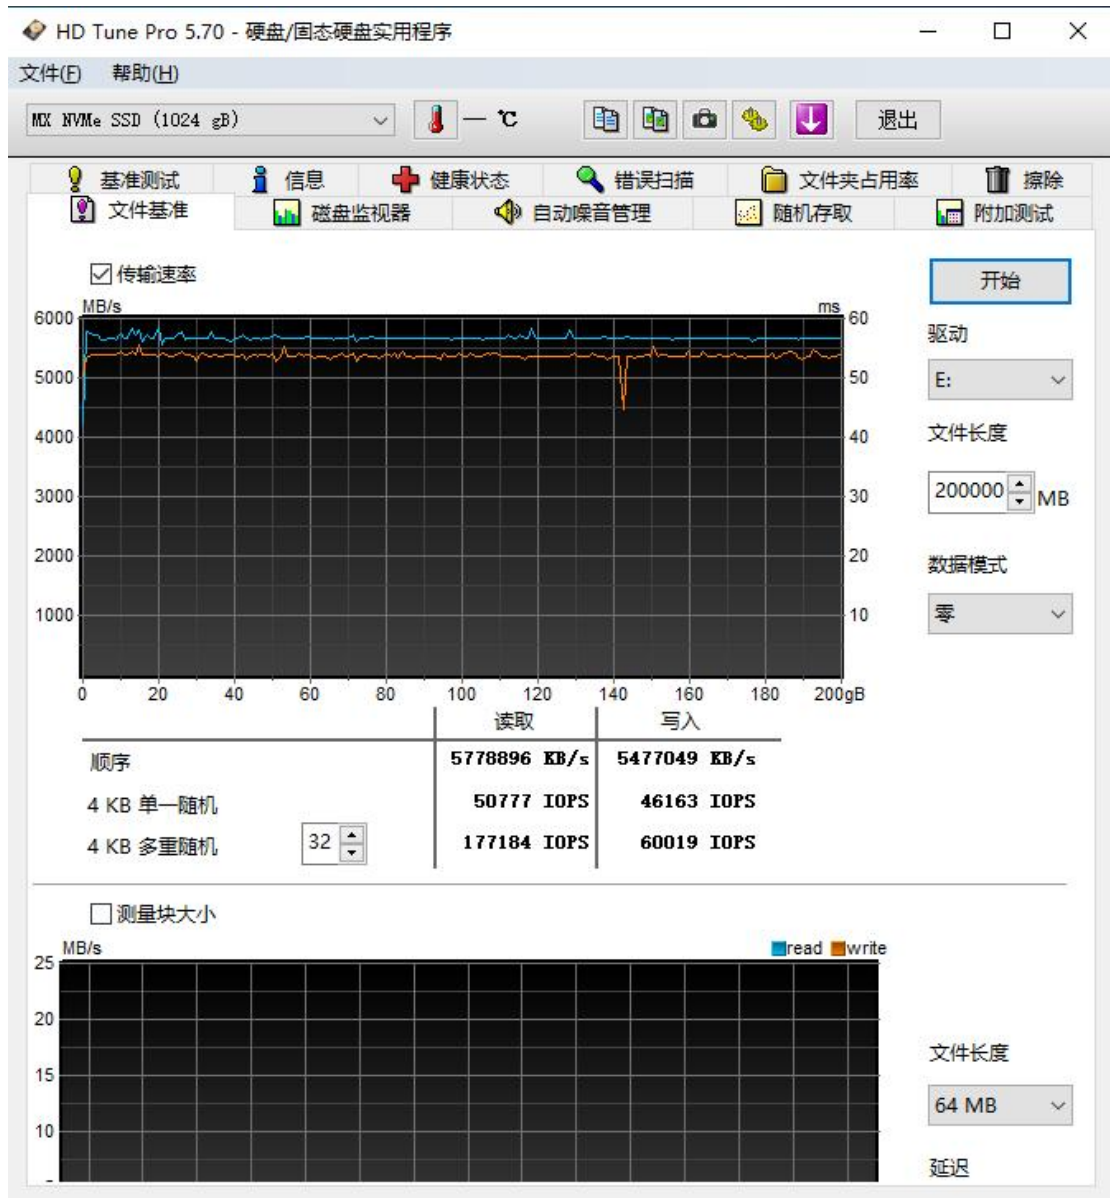 HD Tune Pro 5.70 - 硬盘/固态硬盘实用程序
文件(F) 帮助(H)
MX NVMe SSD (1024 gB) — ℃ 退出
基准测试 信息 健康状态 错误扫描 文件夹占用率 擦除
文件基准 磁盘监视器 自动噪音管理 随机存取 附加测试
传输速率
开始
MB/s ms
6000 60
驱动
5000 50
E:
4000 40
文件长度
3000 30
200000 MB
2000 20
数据模式
1000 10
零
0 20 40 60 80 100 120 140 160 180 200gB
读取 写入
顺序 5778896 KB/s 5477049 KB/s
4 KB 单一随机 50777 IOPS 46163 IOPS
4 KB 多重随机 32 177184 IOPS 60019 IOPS
测量块大小
MB/s read write
25
20
15
文件长度
64 MB
10
延迟